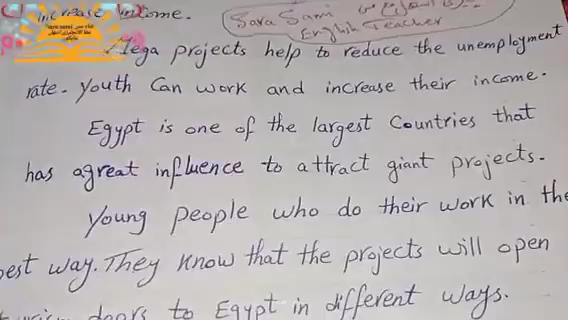 increase income.
Sara Sami
English Teacher
Mega projects help to reduce the unemployment
rate. Youth Can work and increase their income.
Egypt is one of the largest Countries that
has a great influence to attract giant projects.
Young People who do their work in the
best way. They Know that the projects will open
doors to Egypt in different ways.